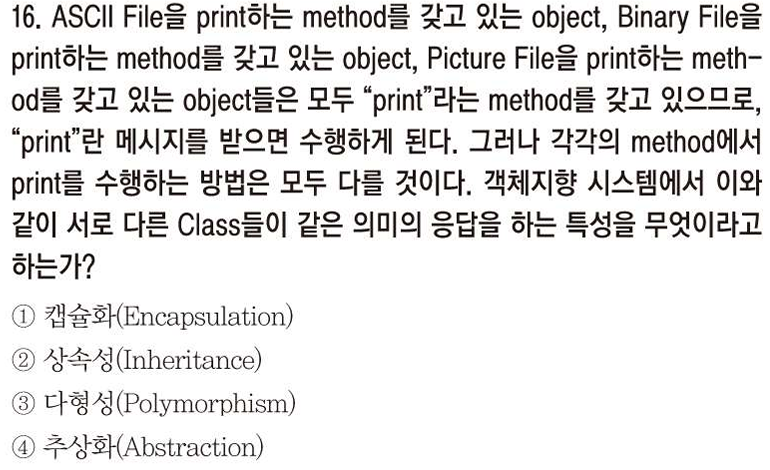 16. ASCII File을 print하는 method를 갖고 있는 object, Binary File을
print하는 method를 갖고 있는 object, Picture File을 print하는 meth-
od를 갖고 있는 object들은 모두 “print”라는 method를 갖고 있으므로,
“print”란 메시지를 받으면 수행하게 된다. 그러나 각각의 method에서
print를 수행하는 방법은 모두 다를 것이다. 객체지향 시스템에서 이와
같이 서로 다른 Class들이 같은 의미의 응답을 하는 특성을 무엇이라고
하는가?
① 캡슐화(Encapsulation)
② 상속성(Inheritance)
③ 다형성(Polymorphism)
④ 추상화(Abstraction)